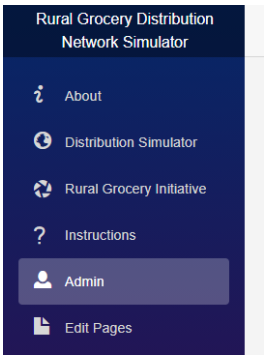 Rural Grocery Distribution
Network Simulator
About
Distribution Simulator
Rural Grocery Initiative
Instructions
Admin
Edit Pages